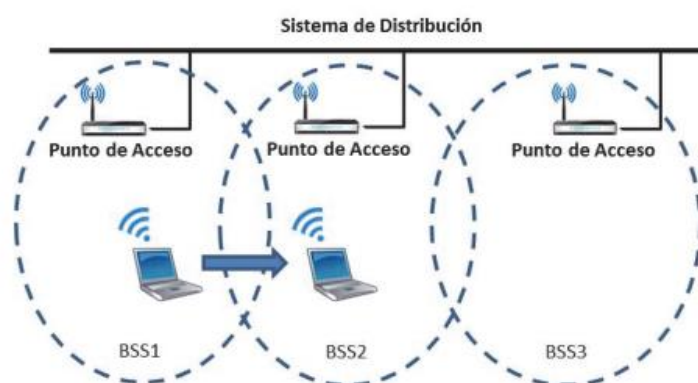 Sistema de Distribución
Punto de Acceso
Punto de Acceso
Punto de Acceso
BSS1
BSS2
BSS3